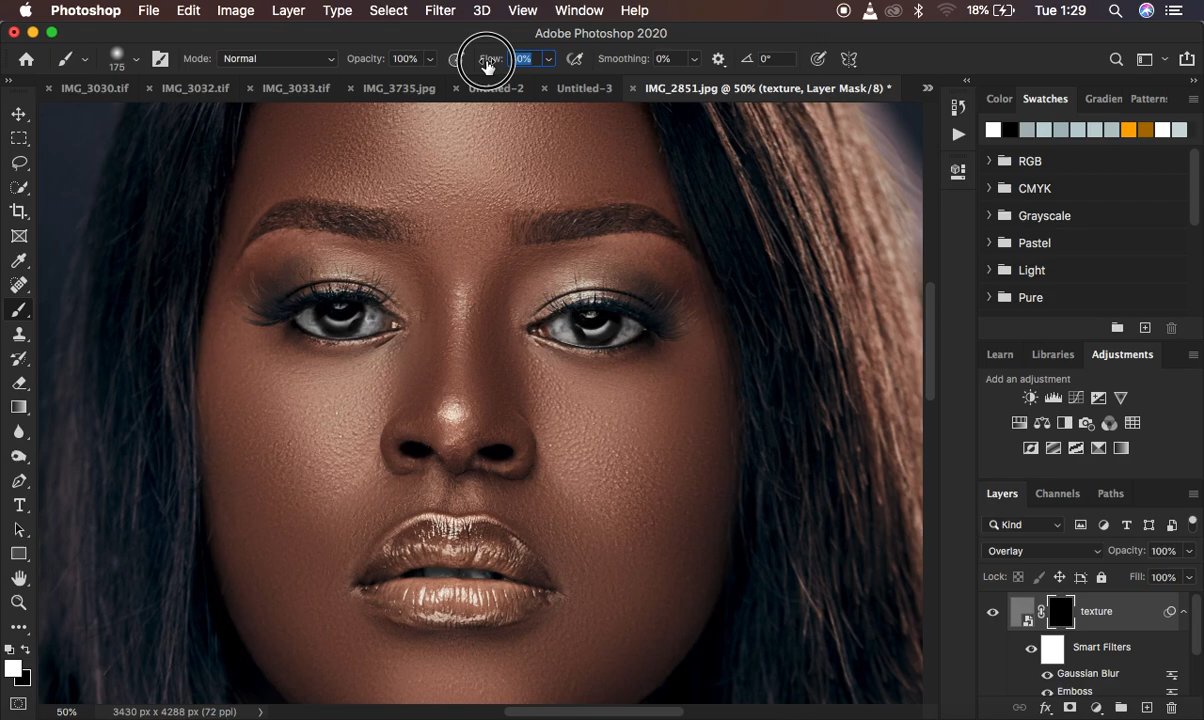 Photoshop File Edit Image Layer Type Select Filter 3D View Window Help 18% Tue 1:29
Adobe Photoshop 2020
175 Mode: Normal Opacity: 100% Flow: Smoothing: 0% 0°
IMG_3030.tif IMG_3032.tif IMG_3033.tif IMG_3735.jpg Untitled-2 Untitled-3 IMG_2851.jpg @ 50% (texture, Layer Mask/8) *
Color Swatches Gradien Pattern:
RGB
CMYK
Grayscale
Pastel
Light
Pure
Learn Libraries Adjustments
Add an adjustment
Layers Channels Paths
Kind
Overlay Opacity: 100%
Lock: Fill: 100%
texture
Smart Filters
Gaussian Blur
Emboss
50% 3430 px x 4288 px (72 ppi)